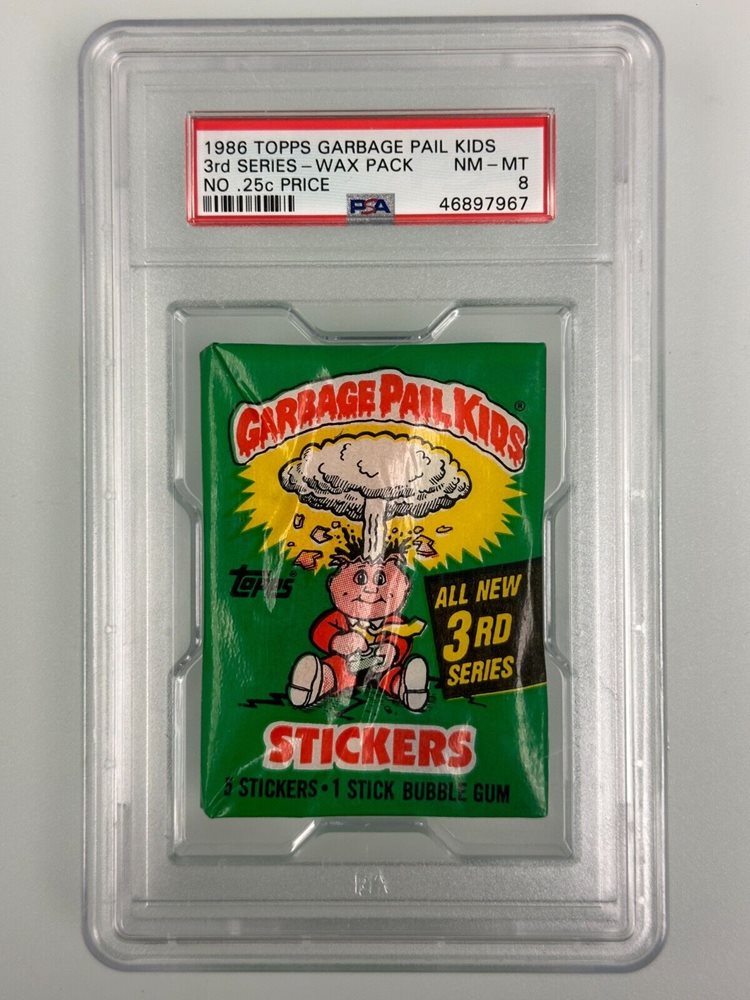 1986 TOPPS GARBAGE PAIL KIDS
3rd SERIES - WAX PACK NM - MT
NO .25c PRICE 8
PSA 46897967
GARBAGE PAIL KIDS ®
topps®
ALL NEW
3RD
SERIES
STICKERS
5 STICKERS • 1 STICK BUBBLE GUM